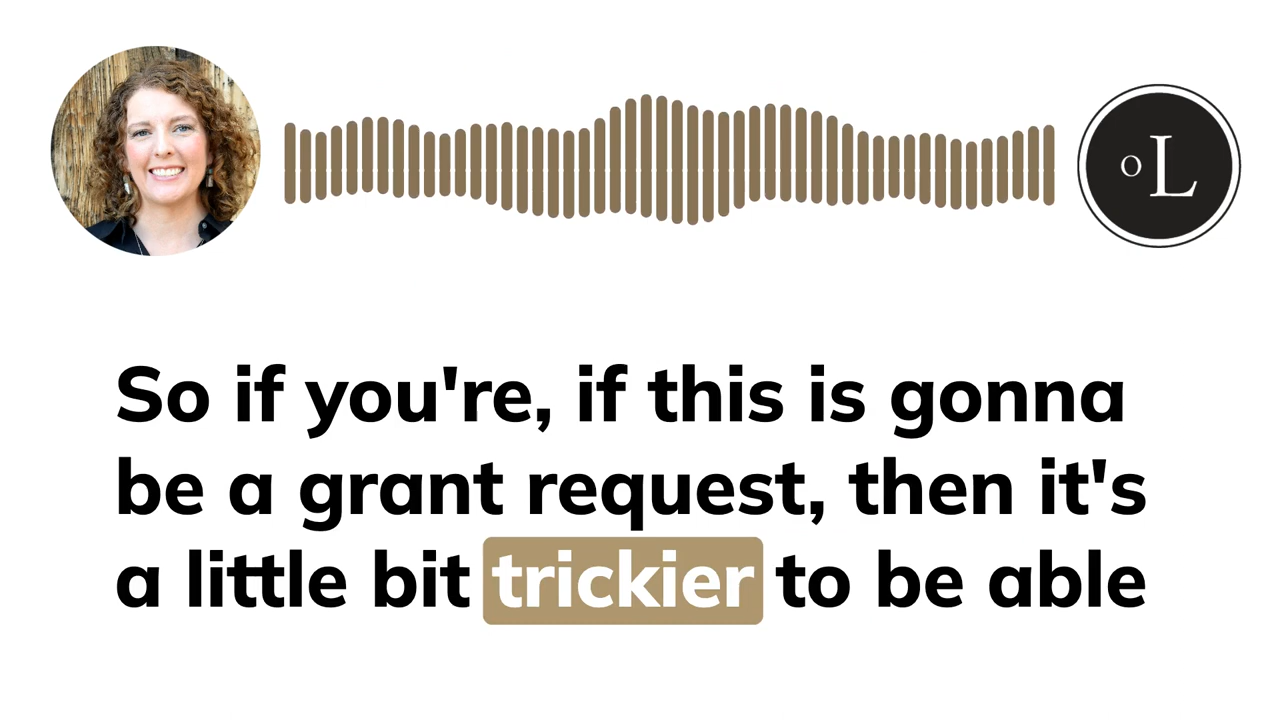 oL
So if you're, if this is gonna
be a grant request, then it's
a little bit trickier to be able